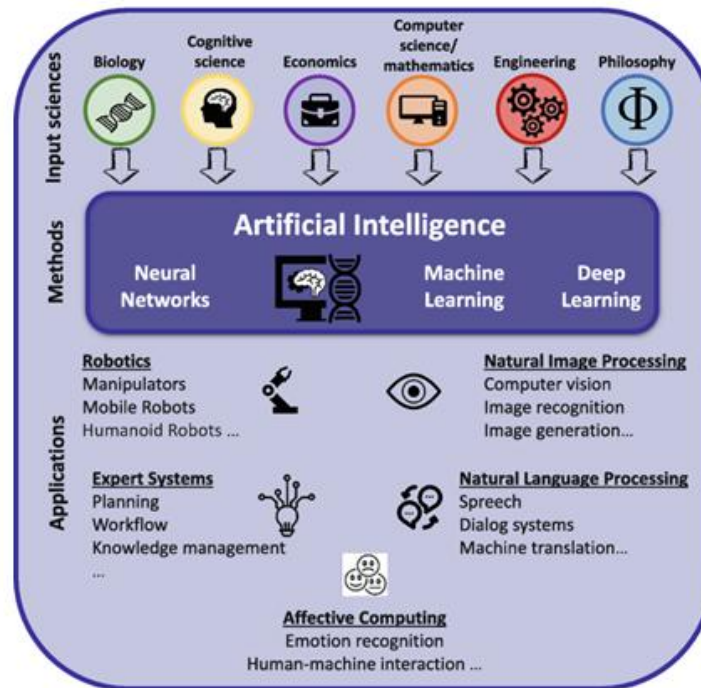 Input sciences
Biology
Cognitive
science
Economics
Computer
science/
mathematics
Engineering
Philosophy
Φ
Methods
Artificial Intelligence
Neural
Networks
Machine
Learning
Deep
Learning
Applications
Robotics
Manipulators
Mobile Robots
Humanoid Robots ...
Natural Image Processing
Computer vision
Image recognition
Image generation...
Expert Systems
Planning
Workflow
Knowledge management
...
Natural Language Processing
Spreech
Dialog systems
Machine translation...
Affective Computing
Emotion recognition
Human-machine interaction ...